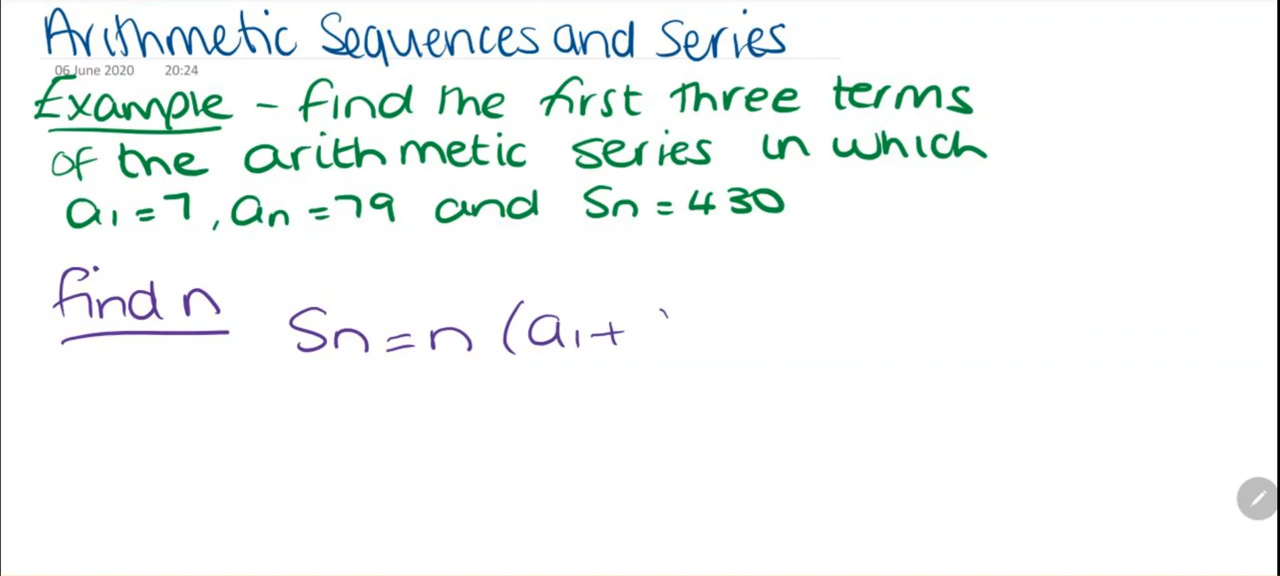 Arithmetic Sequences and Series
06 June 2020 20:24
Example - find the first three terms
of the arithmetic series in which
a₁ = 7, aₙ = 79 and Sₙ = 430
find n
Sₙ = n (a₁ +